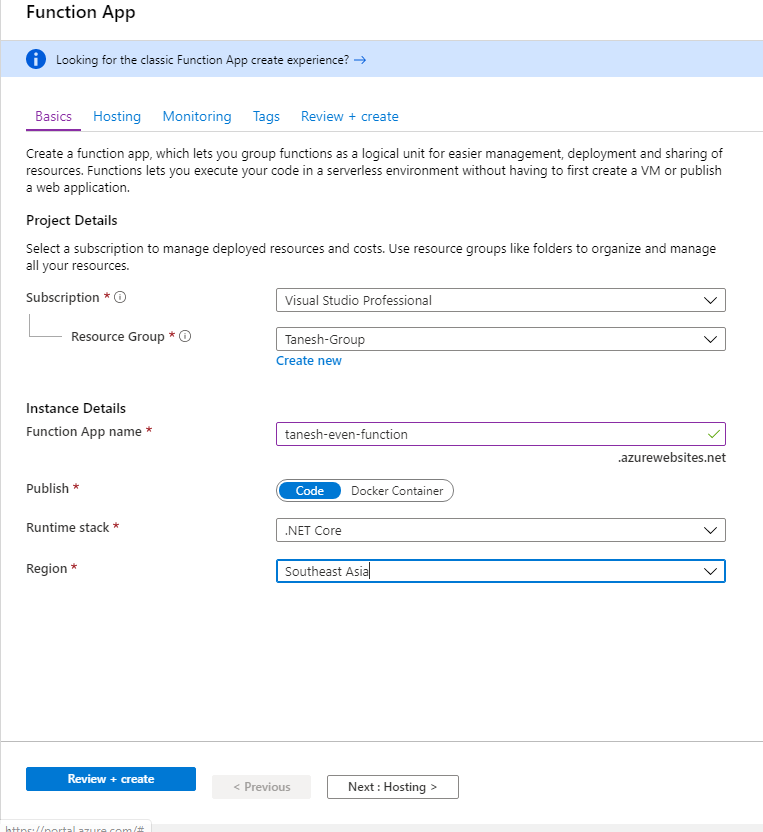 Function App
Looking for the classic Function App create experience? →
Basics Hosting Monitoring Tags Review + create
Create a function app, which lets you group functions as a logical unit for easier management, deployment and sharing of
resources. Functions lets you execute your code in a serverless environment without having to first create a VM or publish
a web application.
Project Details
Select a subscription to manage deployed resources and costs. Use resource groups like folders to organize and manage
all your resources.
Subscription * Visual Studio Professional
Resource Group * Tanesh-Group
Create new
Instance Details
Function App name * tanesh-even-function
.azurewebsites.net
Publish * Code Docker Container
Runtime stack * .NET Core
Region * Southeast Asia
Review + create < Previous Next : Hosting >
https://portal.azure.com/#